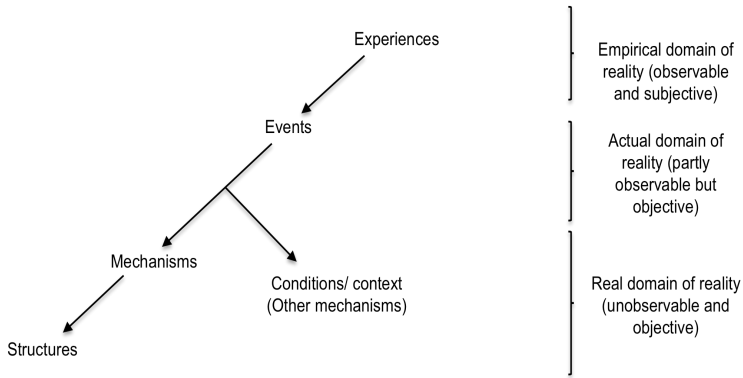 Experiences
Empirical domain of
reality (observable
and subjective)
Events
Actual domain of
reality (partly
observable but
objective)
Mechanisms
Conditions/ context
(Other mechanisms)
Real domain of reality
(unobservable and
objective)
Structures